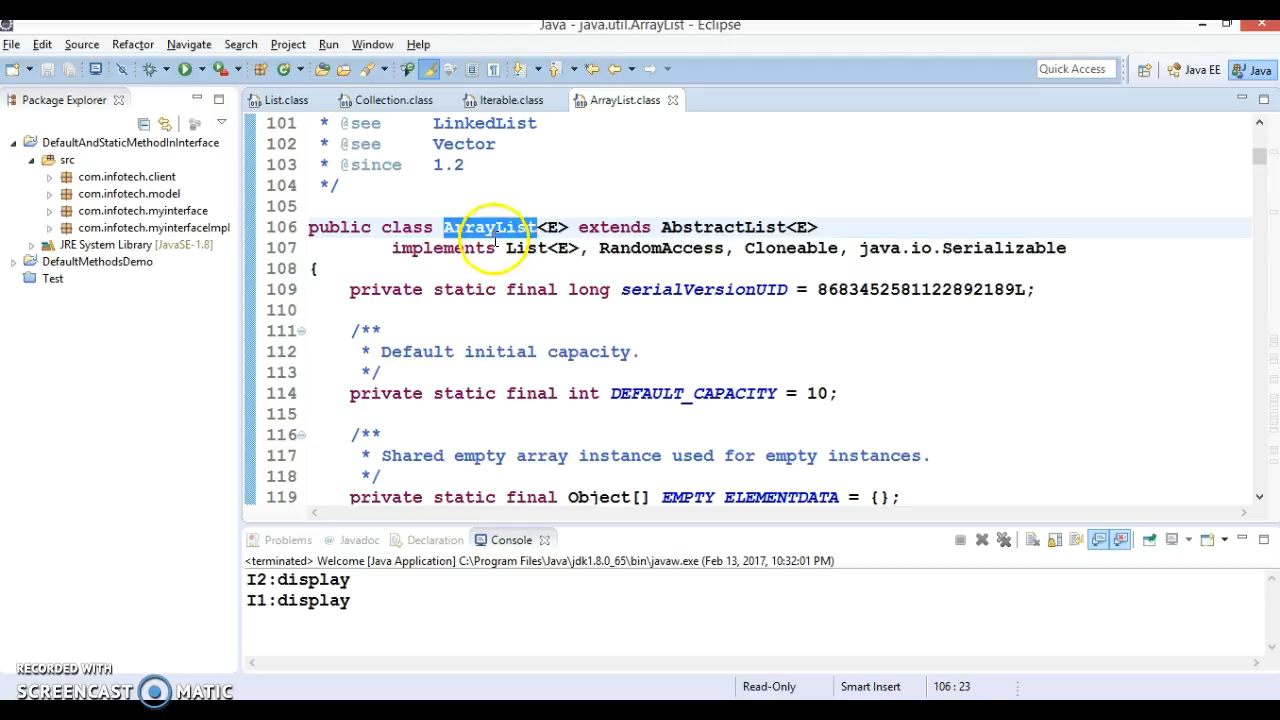 Java - java.util.ArrayList - Eclipse
File Edit Source Refactor Navigate Search Project Run Window Help
Quick Access Java EE Java
Package Explorer
DefaultAndStaticMethodInInterface
src
com.infotech.client
com.infotech.model
com.infotech.myinterface
com.infotech.myinterfaceImpl
JRE System Library [JavaSE-1.8]
DefaultMethodsDemo
Test
List.class Collection.class Iterable.class ArrayList.class
101 * @see LinkedList
102 * @see Vector
103 * @since 1.2
104 */
105
106 public class ArrayList<E> extends AbstractList<E>
107 implements List<E>, RandomAccess, Cloneable, java.io.Serializable
108 {
109 private static final long serialVersionUID = 8683452581122892189L;
110
111 /**
112 * Default initial capacity.
113 */
114 private static final int DEFAULT_CAPACITY = 10;
115
116 /**
117 * Shared empty array instance used for empty instances.
118 */
119 private static final Object[] EMPTY_ELEMENTDATA = {};
Problems Javadoc Declaration Console
<terminated> Welcome [Java Application] C:\Program Files\Java\jdk1.8.0_65\bin\javaw.exe (Feb 13, 2017, 10:32:01 PM)
I2:display
I1:display
Read-Only Smart Insert 106 : 23
RECORDED WITH
SCREENCAST MATIC